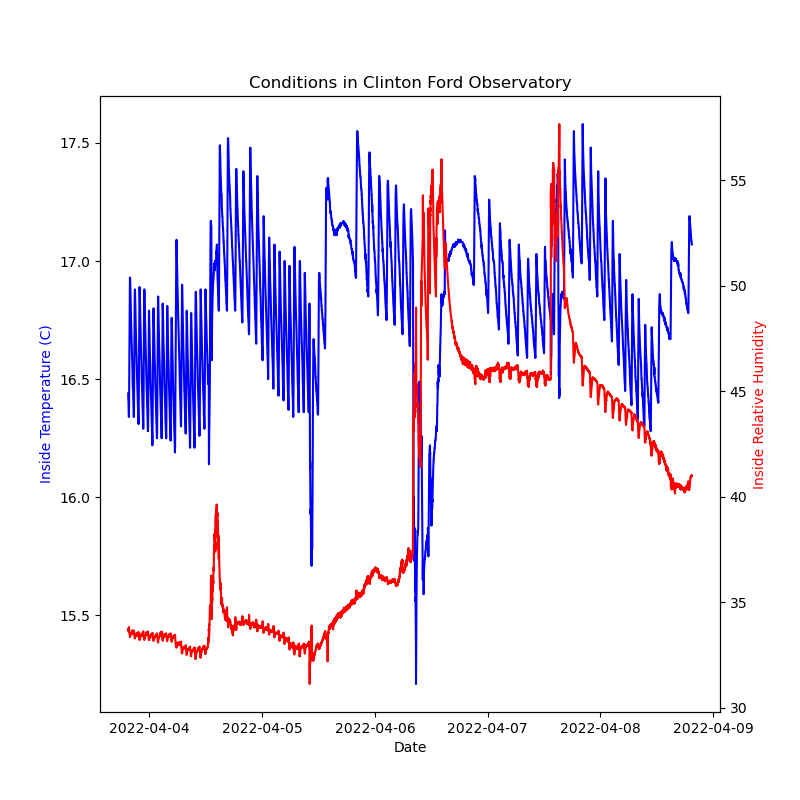 Conditions in Clinton Ford Observatory
17.5
17.0
16.5
16.0
15.5
Inside Temperature (C)
55
50
45
40
35
30
Inside Relative Humidity
2022-04-04 2022-04-05 2022-04-06 2022-04-07 2022-04-08 2022-04-09
Date